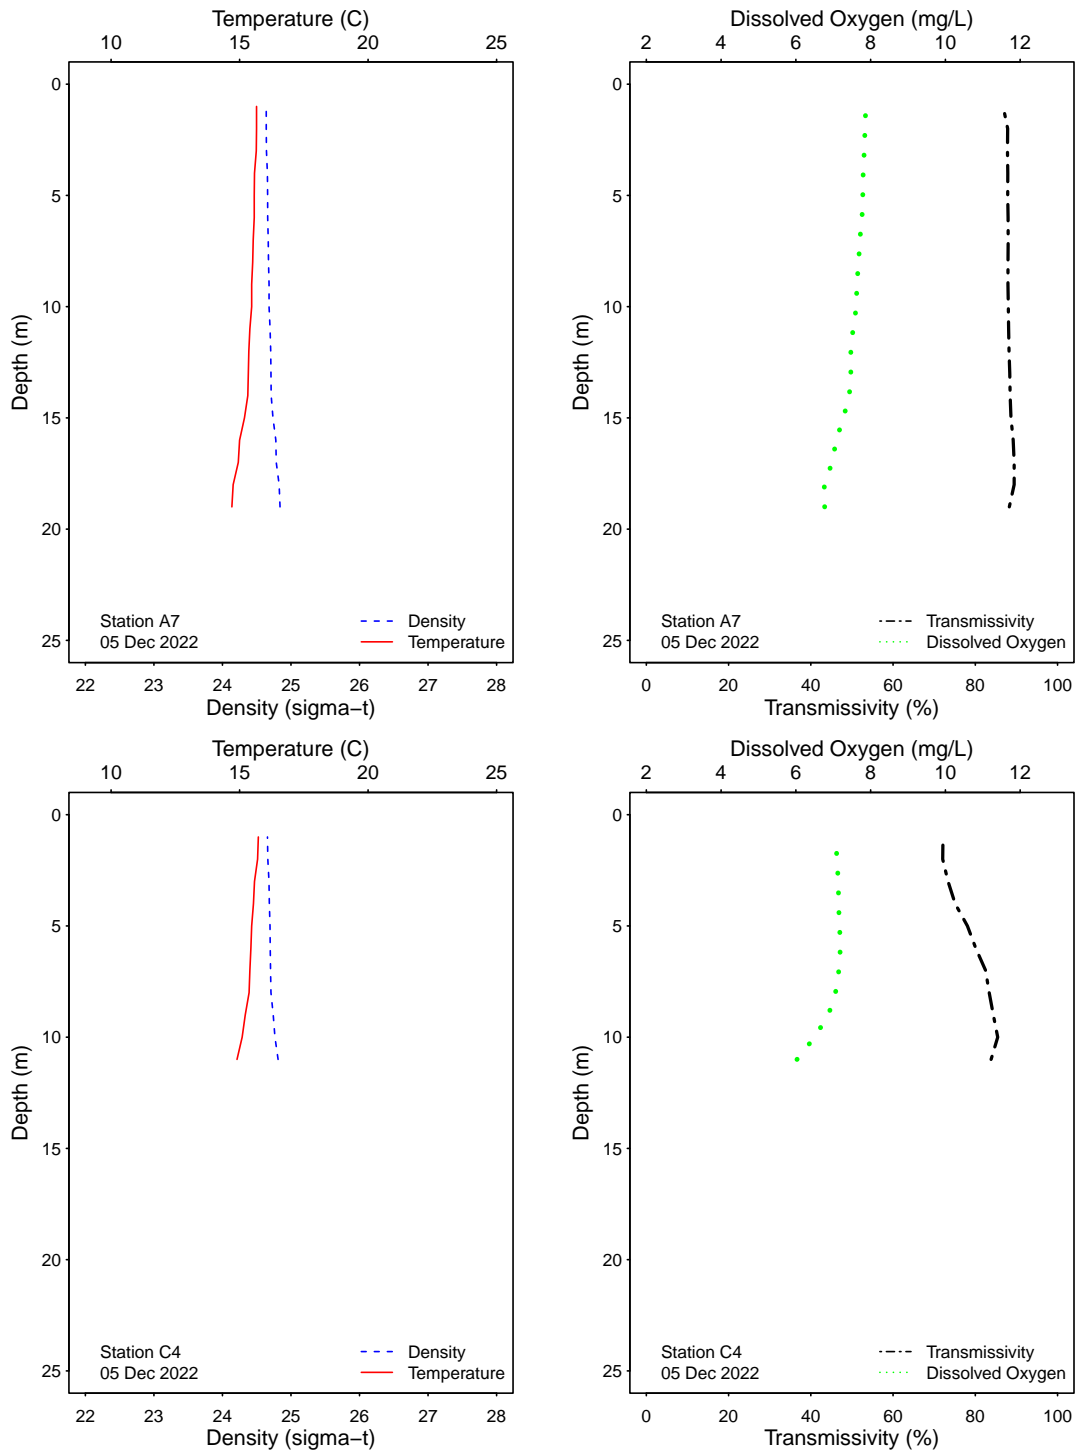 Temperature (C)
10 15 20 25
0
5
10
15
20
25
Depth (m)
Station A7
05 Dec 2022
Density
Temperature
22 23 24 25 26 27 28
Density (sigma−t)
Dissolved Oxygen (mg/L)
2 4 6 8 10 12
0
5
10
15
20
25
Depth (m)
Station A7
05 Dec 2022
Transmissivity
Dissolved Oxygen
0 20 40 60 80 100
Transmissivity (%)
Temperature (C)
10 15 20 25
0
5
10
15
20
25
Depth (m)
Station C4
05 Dec 2022
Density
Temperature
22 23 24 25 26 27 28
Density (sigma−t)
Dissolved Oxygen (mg/L)
2 4 6 8 10 12
0
5
10
15
20
25
Depth (m)
Station C4
05 Dec 2022
Transmissivity
Dissolved Oxygen
0 20 40 60 80 100
Transmissivity (%)